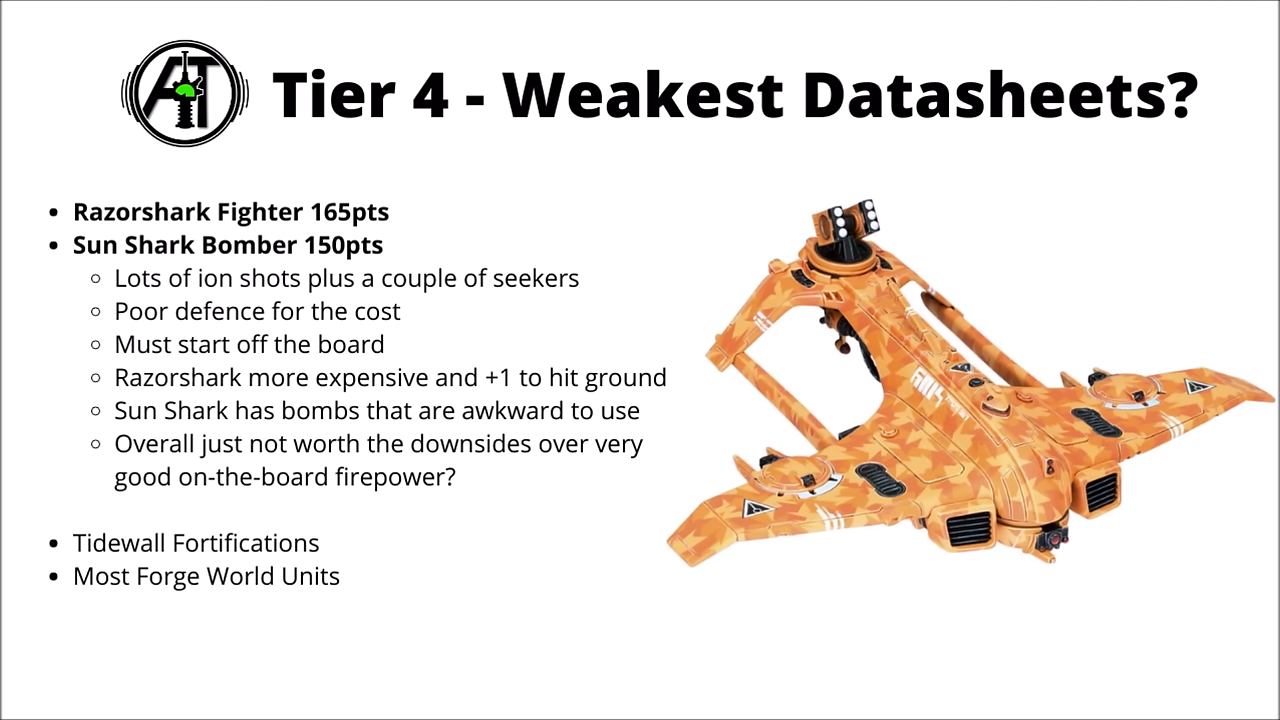 AT
Tier 4 - Weakest Datasheets?
• Razorshark Fighter 165pts
• Sun Shark Bomber 150pts
○ Lots of ion shots plus a couple of seekers
○ Poor defence for the cost
○ Must start off the board
○ Razorshark more expensive and +1 to hit ground
○ Sun Shark has bombs that are awkward to use
○ Overall just not worth the downsides over very
good on-the-board firepower?
• Tidewall Fortifications
• Most Forge World Units